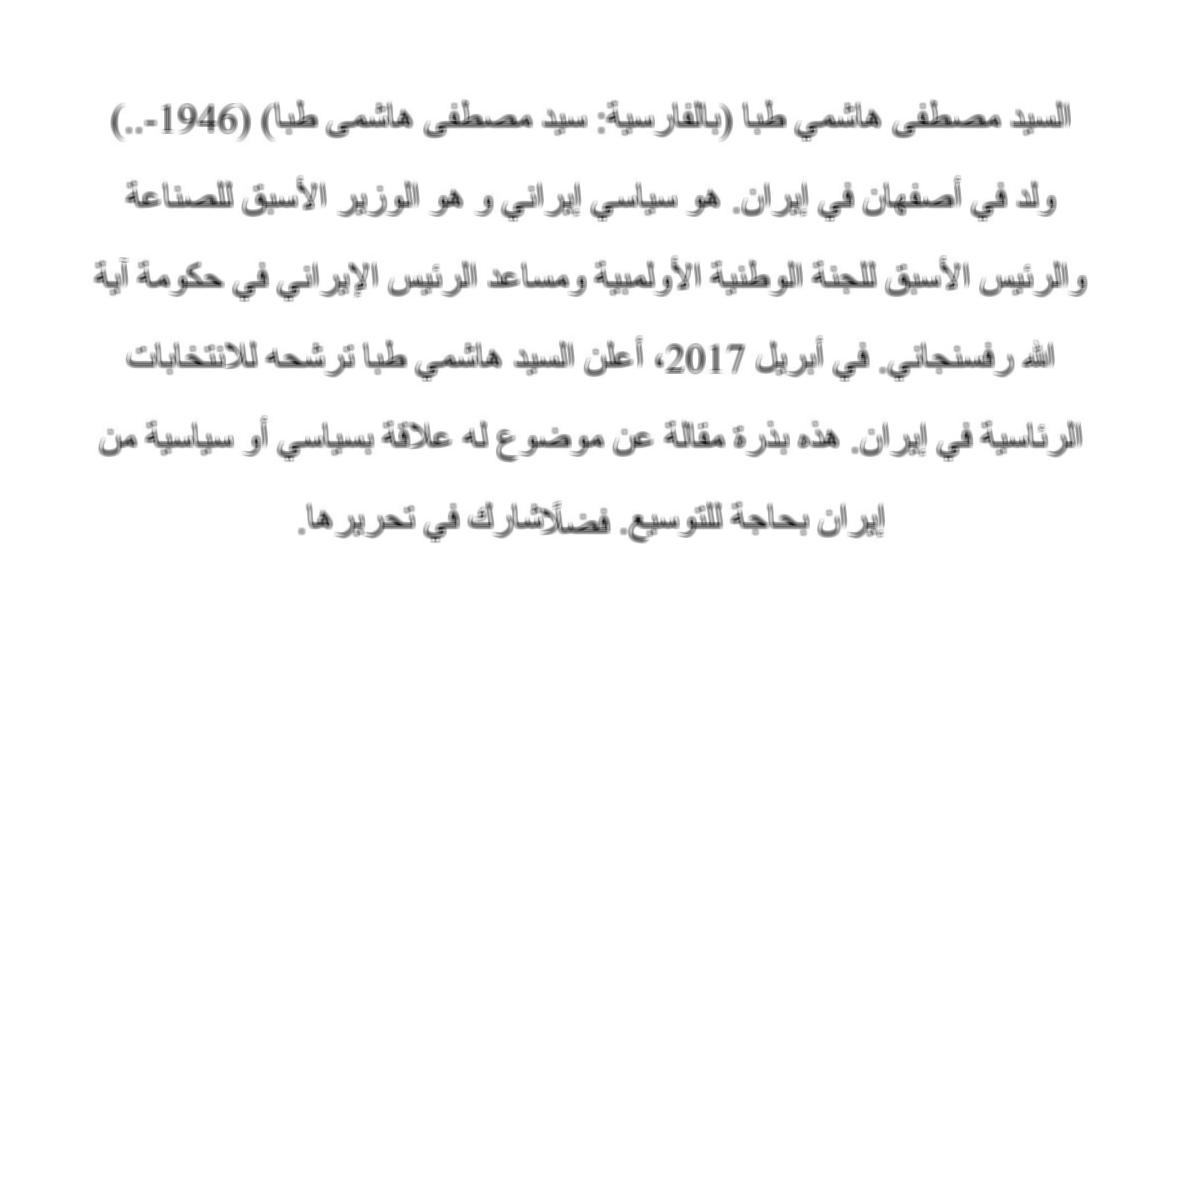 السيد مصطفى هاشمي طبا (بالفارسية: سيد مصطفى هاشمى طبا) (1946-..)
ولد في أصفهان في إيران. هو سياسي إيراني و هو الوزير الأسبق للصناعة
والرئيس الأسبق للجنة الوطنية الأولمبية ومساعد الرئيس الإيراني في حكومة آية
الله رفسنجاني. في أبريل 2017، أعلن السيد هاشمي طبا ترشحه للانتخابات
الرئاسية في إيران. هذه بذرة مقالة عن موضوع له علاقة بسياسي أو سياسية من
إيران بحاجة للتوسيع. فضلًاشارك في تحريرها.